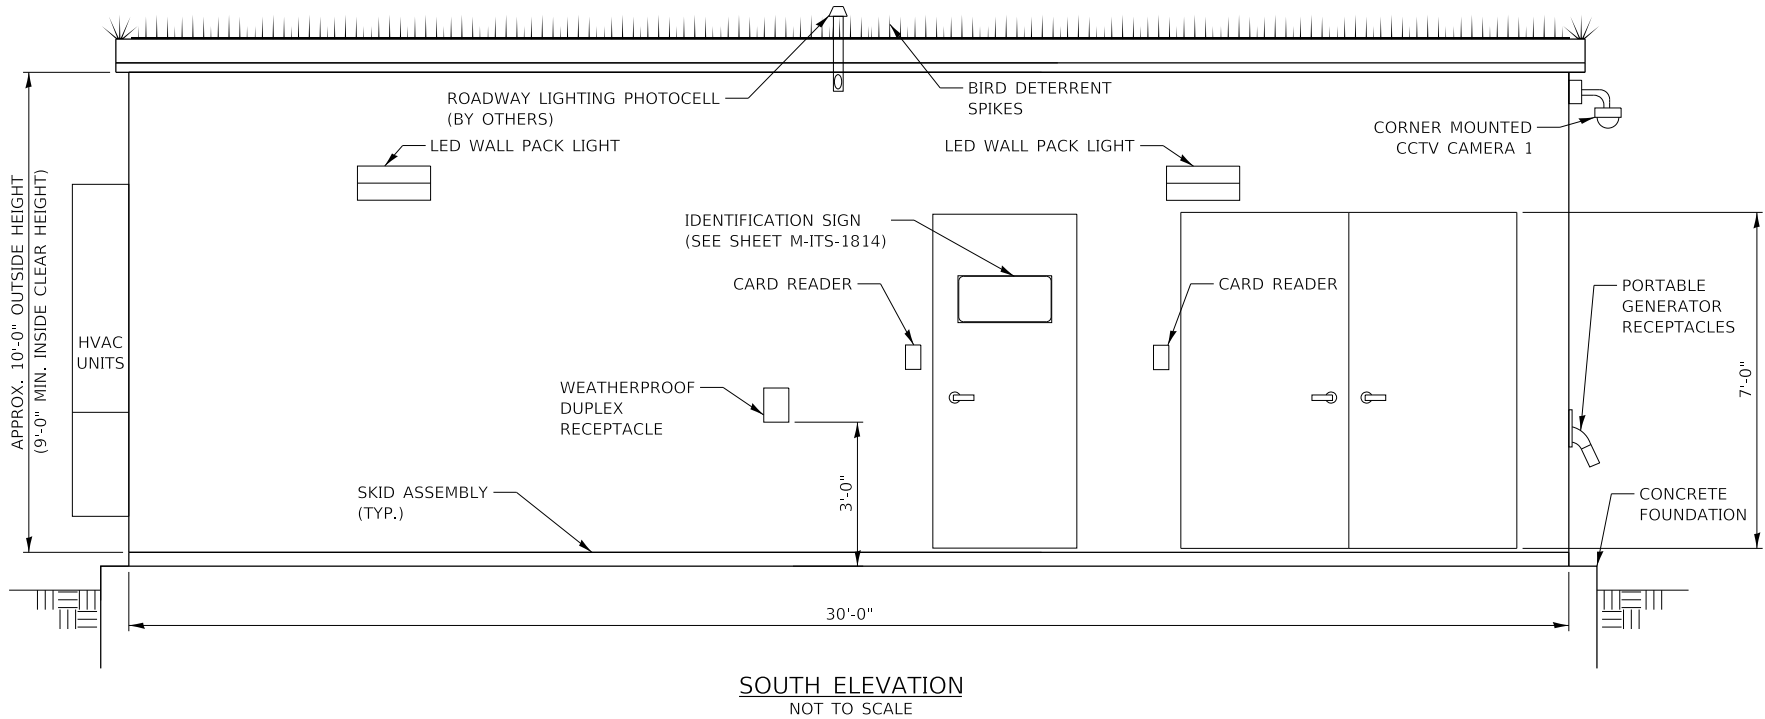 ROADWAY LIGHTING PHOTOCELL
(BY OTHERS)
BIRD DETERRENT
SPIKES
CORNER MOUNTED
CCTV CAMERA 1
LED WALL PACK LIGHT
LED WALL PACK LIGHT
APPROX. 10'-0" OUTSIDE HEIGHT
(9'-0" MIN. INSIDE CLEAR HEIGHT)
IDENTIFICATION SIGN
(SEE SHEET M-ITS-1814)
CARD READER
CARD READER
PORTABLE
GENERATOR
RECEPTACLES
HVAC
UNITS
WEATHERPROOF
DUPLEX
RECEPTACLE
7'-0"
SKID ASSEMBLY
(TYP.)
3'-0"
CONCRETE
FOUNDATION
30'-0"
SOUTH ELEVATION
NOT TO SCALE